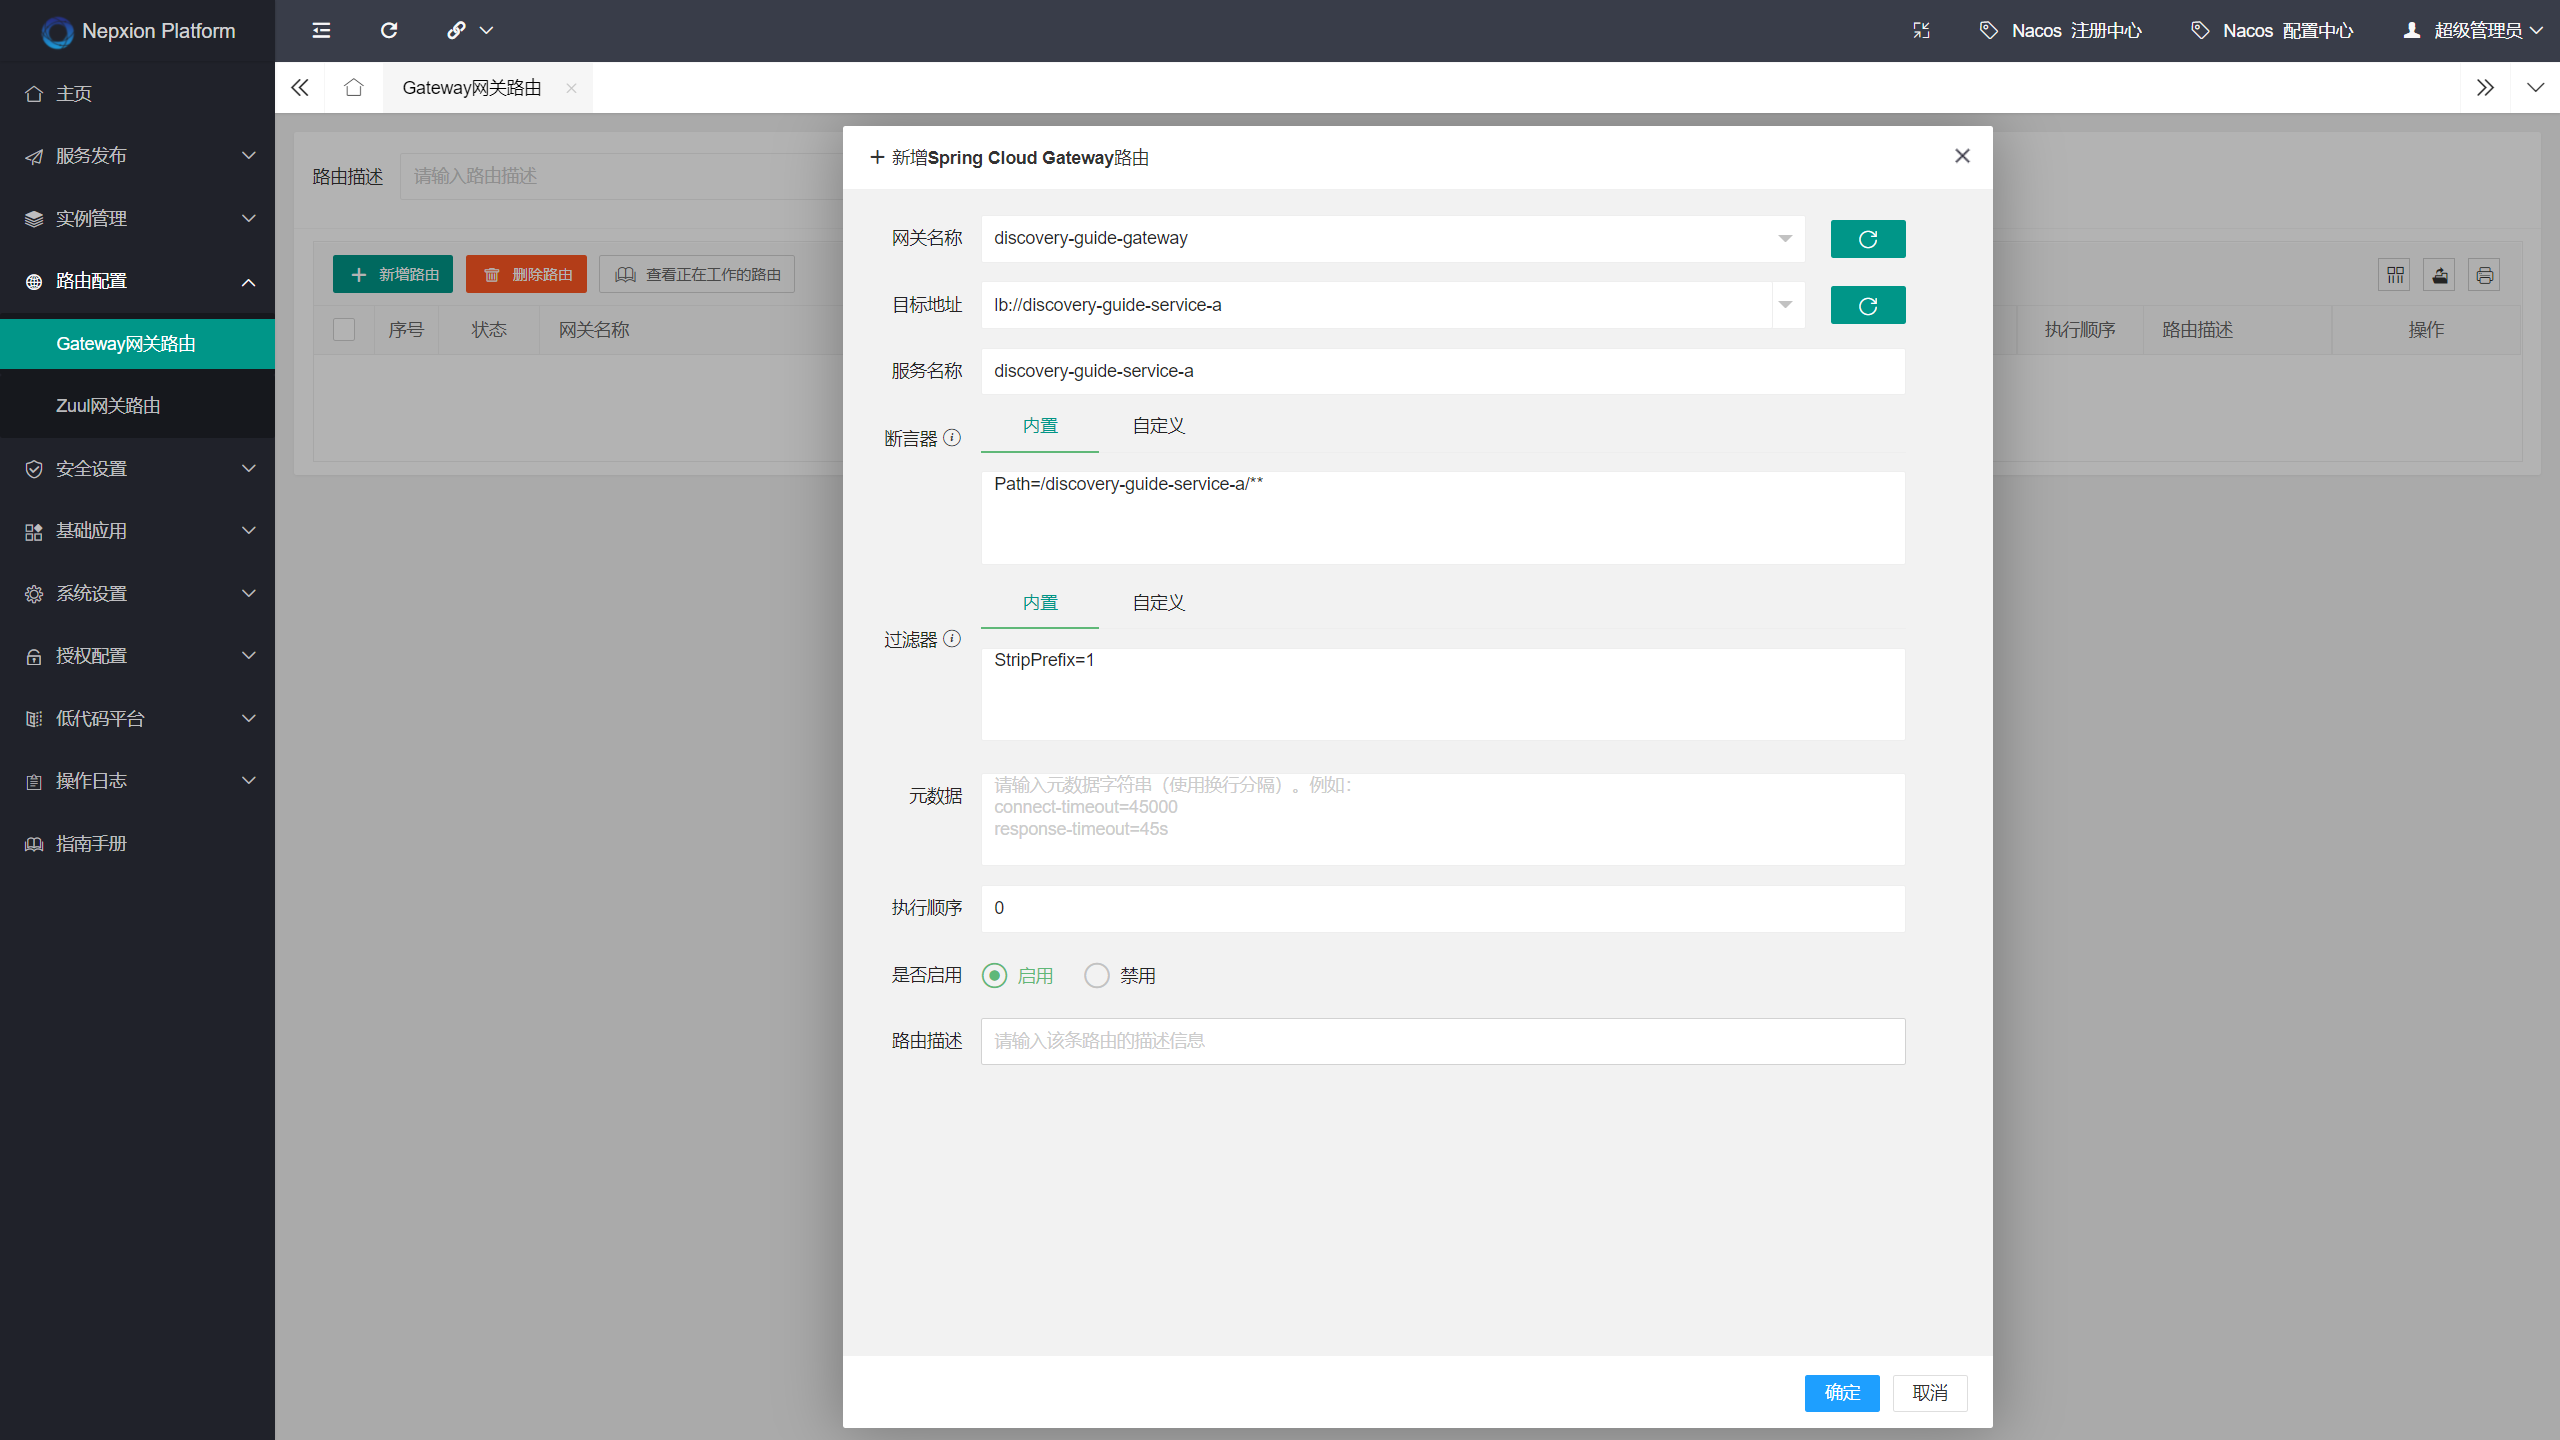 Nepxion Platform
Nacos 注册中心
Nacos 配置中心
超级管理员
主页
服务发布
实例管理
路由配置
Gateway网关路由
Zuul网关路由
安全设置
基础应用
系统设置
授权配置
低代码平台
操作日志
指南手册
Gateway网关路由
路由描述
请输入路由描述
新增路由
删除路由
查看正在工作的路由
序号
状态
网关名称
执行顺序
路由描述
操作
新增Spring Cloud Gateway路由
网关名称
discovery-guide-gateway
目标地址
lb://discovery-guide-service-a
服务名称
discovery-guide-service-a
断言器
内置
自定义
Path=/discovery-guide-service-a/**
过滤器
内置
自定义
StripPrefix=1
元数据
请输入元数据字符串（使用换行分隔）。例如：
connect-timeout=45000
response-timeout=45s
执行顺序
0
是否启用
启用
禁用
路由描述
请输入该条路由的描述信息
确定
取消